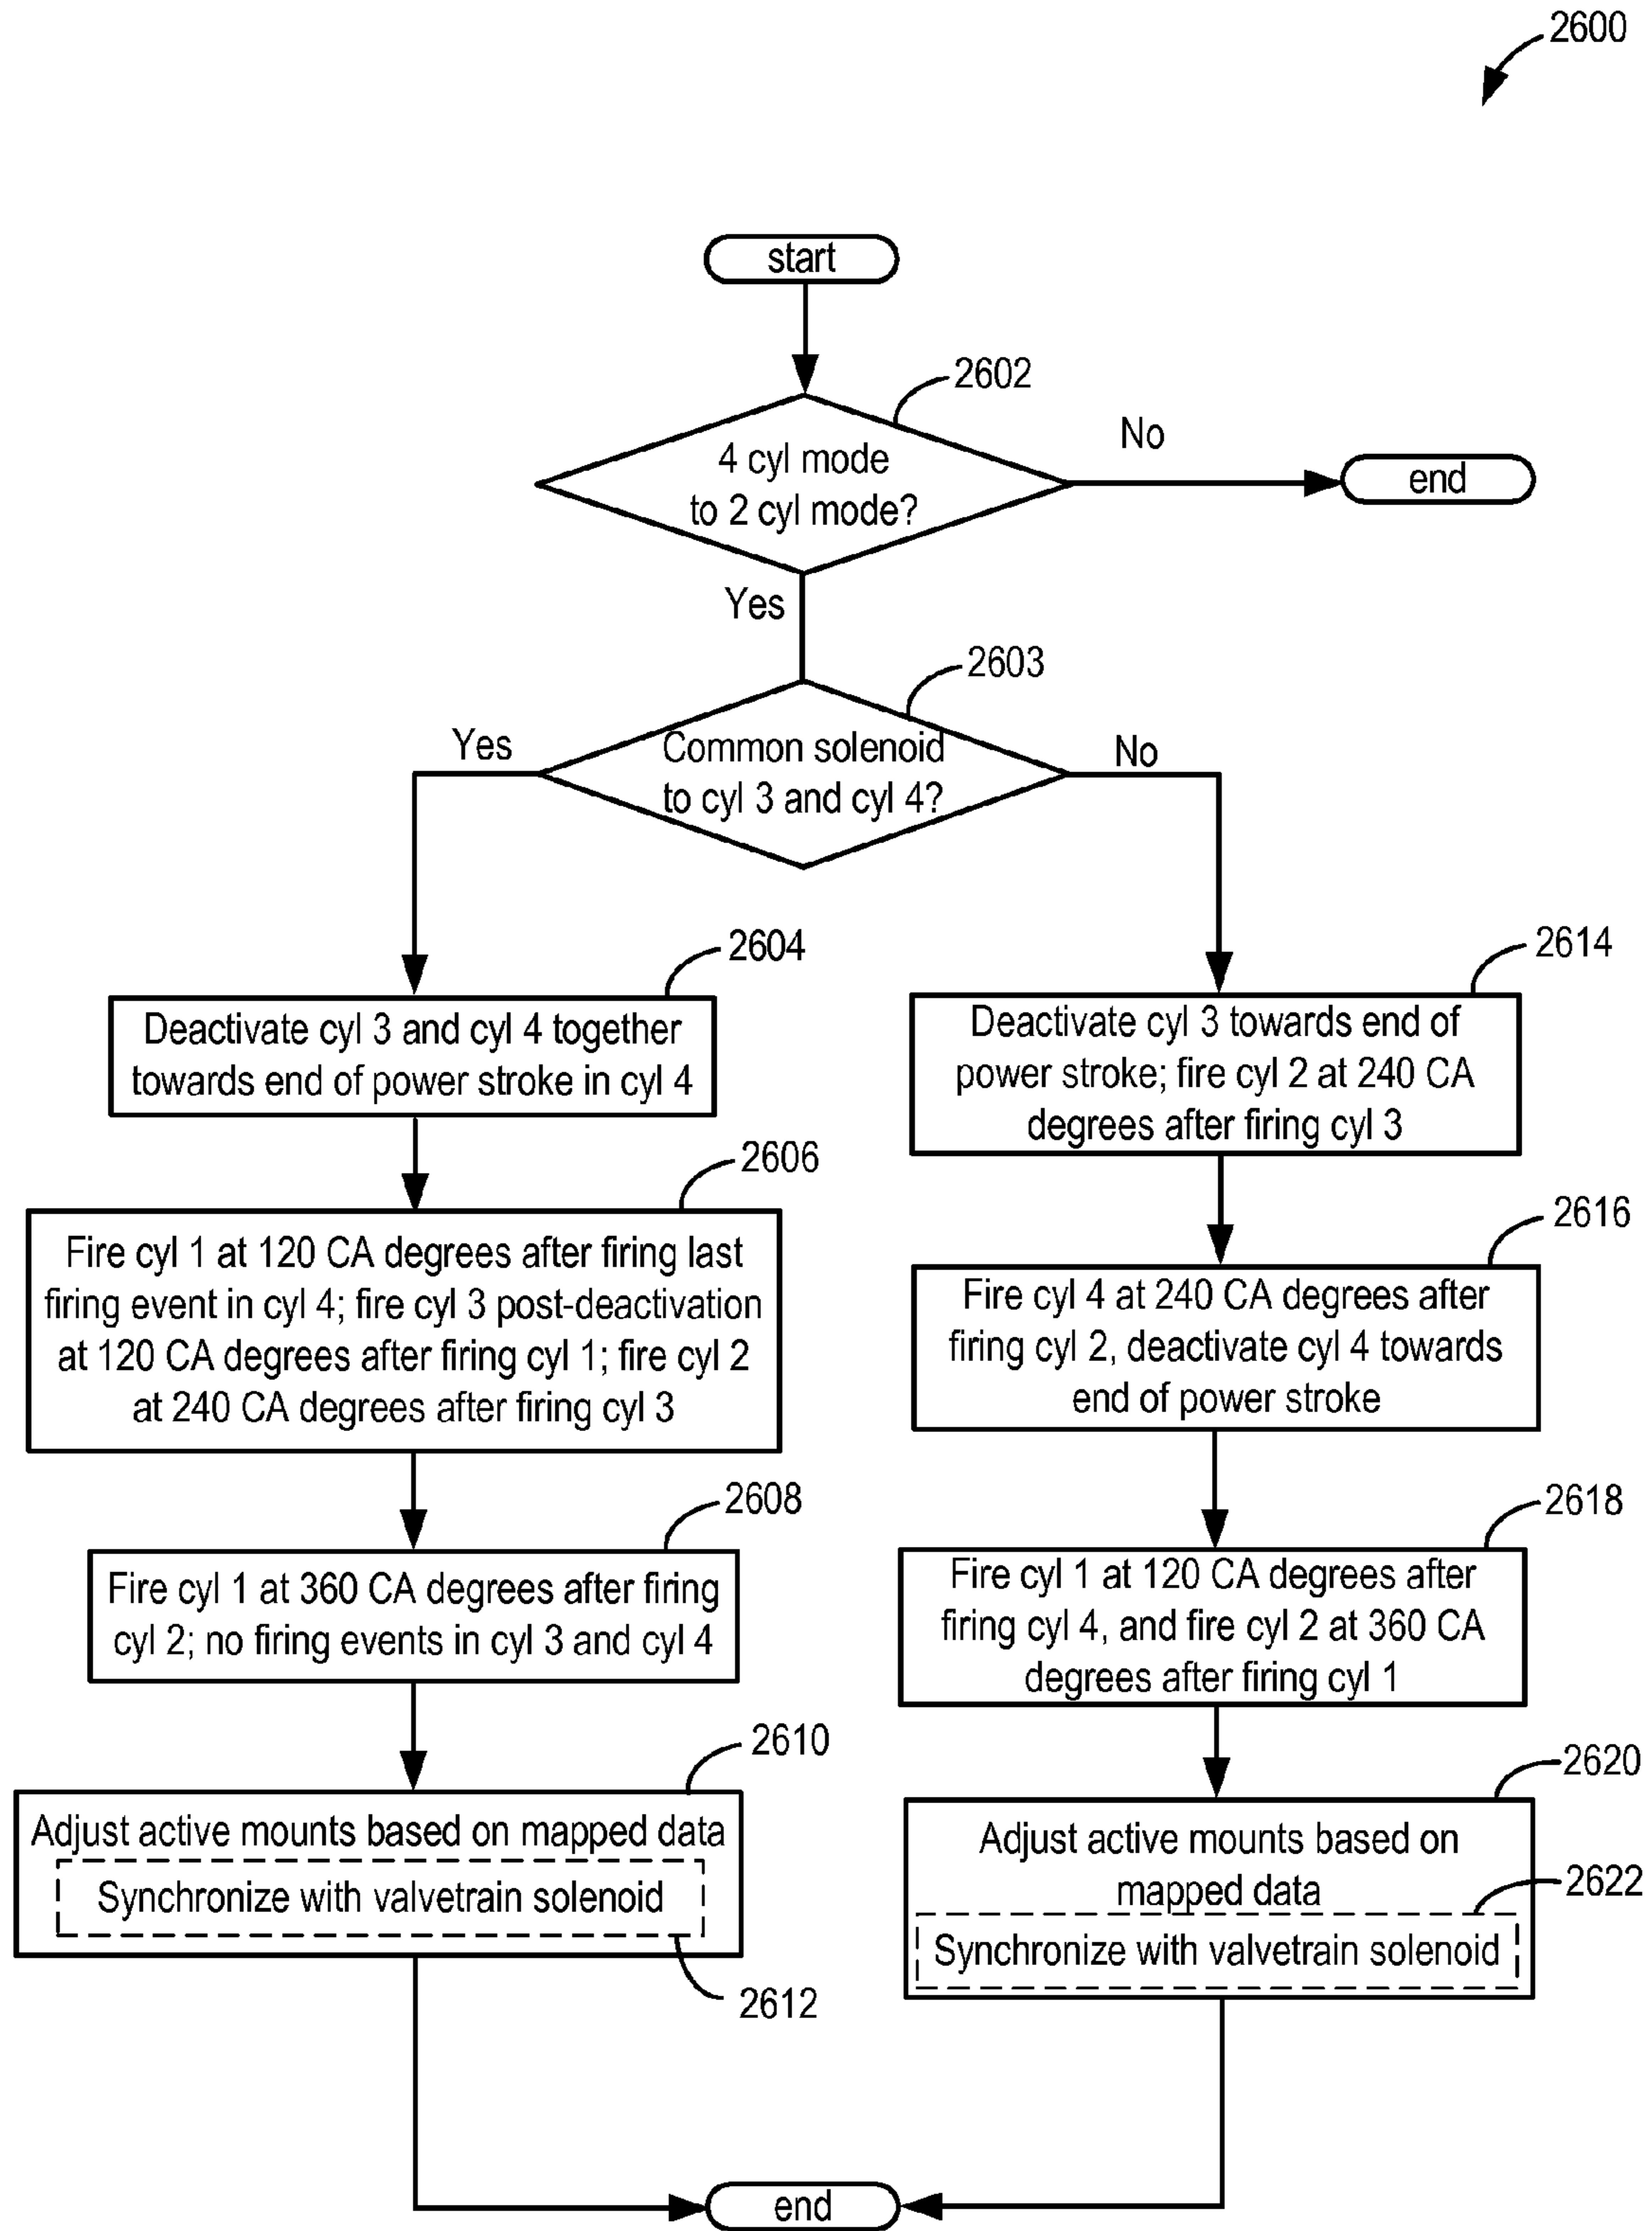 2600
start
2602
4 cyl mode
to 2 cyl mode?
No
end
Yes
2603
Common solenoid
to cyl 3 and cyl 4?
Yes
No
2604
Deactivate cyl 3 and cyl 4 together
towards end of power stroke in cyl 4
2606
Fire cyl 1 at 120 CA degrees after firing last
firing event in cyl 4; fire cyl 3 post-deactivation
at 120 CA degrees after firing cyl 1; fire cyl 2
at 240 CA degrees after firing cyl 3
2608
Fire cyl 1 at 360 CA degrees after firing
cyl 2; no firing events in cyl 3 and cyl 4
2610
Adjust active mounts based on mapped data
Synchronize with valvetrain solenoid
2612
2614
Deactivate cyl 3 towards end of
power stroke; fire cyl 2 at 240 CA
degrees after firing cyl 3
2616
Fire cyl 4 at 240 CA degrees after
firing cyl 2, deactivate cyl 4 towards
end of power stroke
2618
Fire cyl 1 at 120 CA degrees after
firing cyl 4, and fire cyl 2 at 360 CA
degrees after firing cyl 1
2620
Adjust active mounts based on
mapped data
2622
Synchronize with valvetrain solenoid
end